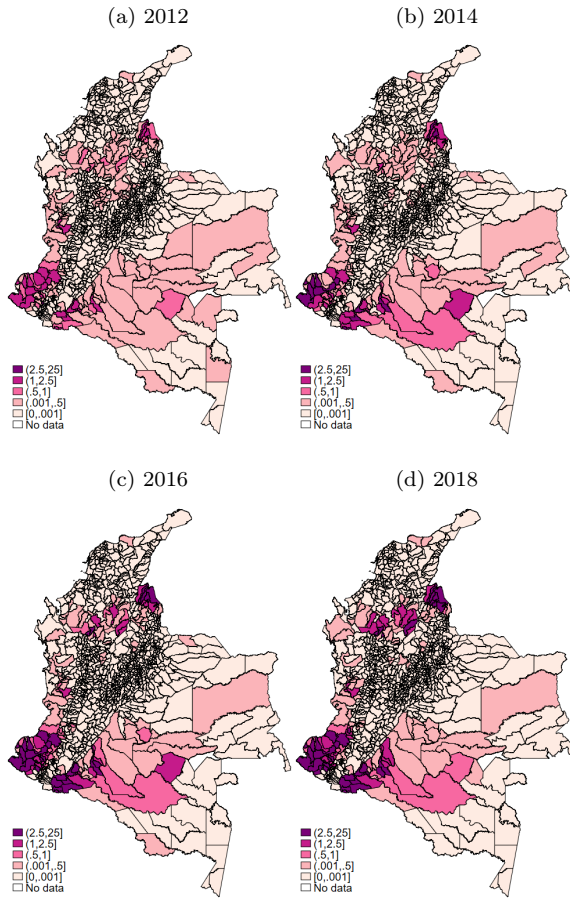 (a) 2012
(b) 2014
(2.5,25]
(1,2.5]
(.5,1]
(.001,.5]
[0,.001]
No data
(2.5,25]
(1,2.5]
(.5,1]
(.001,.5]
[0,.001]
No data
(c) 2016
(d) 2018
(2.5,25]
(1,2.5]
(.5,1]
(.001,.5]
[0,.001]
No data
(2.5,25]
(1,2.5]
(.5,1]
(.001,.5]
[0,.001]
No data